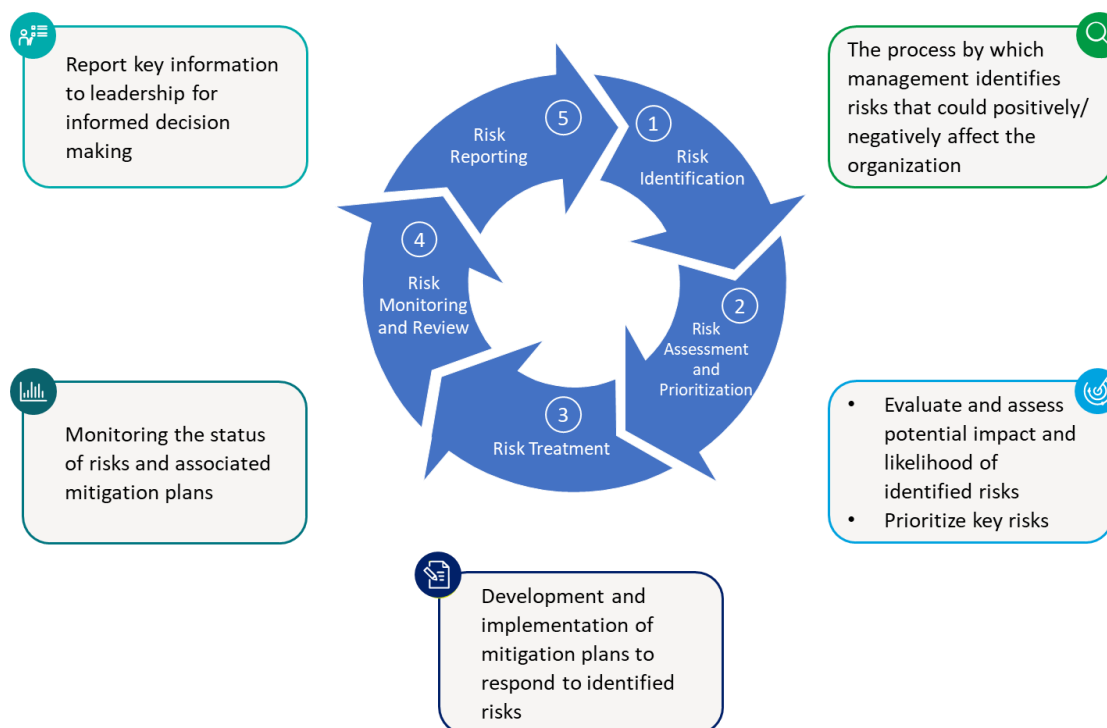 Report key information
to leadership for
informed decision
making
The process by which
management identifies
risks that could positively/
negatively affect the
organization
5
Risk
Reporting
1
Risk
Identification
4
Risk
Monitoring
and Review
2
Risk
Assessment
and
Prioritization
3
Risk Treatment
Monitoring the status
of risks and associated
mitigation plans
• Evaluate and assess
potential impact and
likelihood of
identified risks
• Prioritize key risks
Development and
implementation of
mitigation plans to
respond to identified
risks